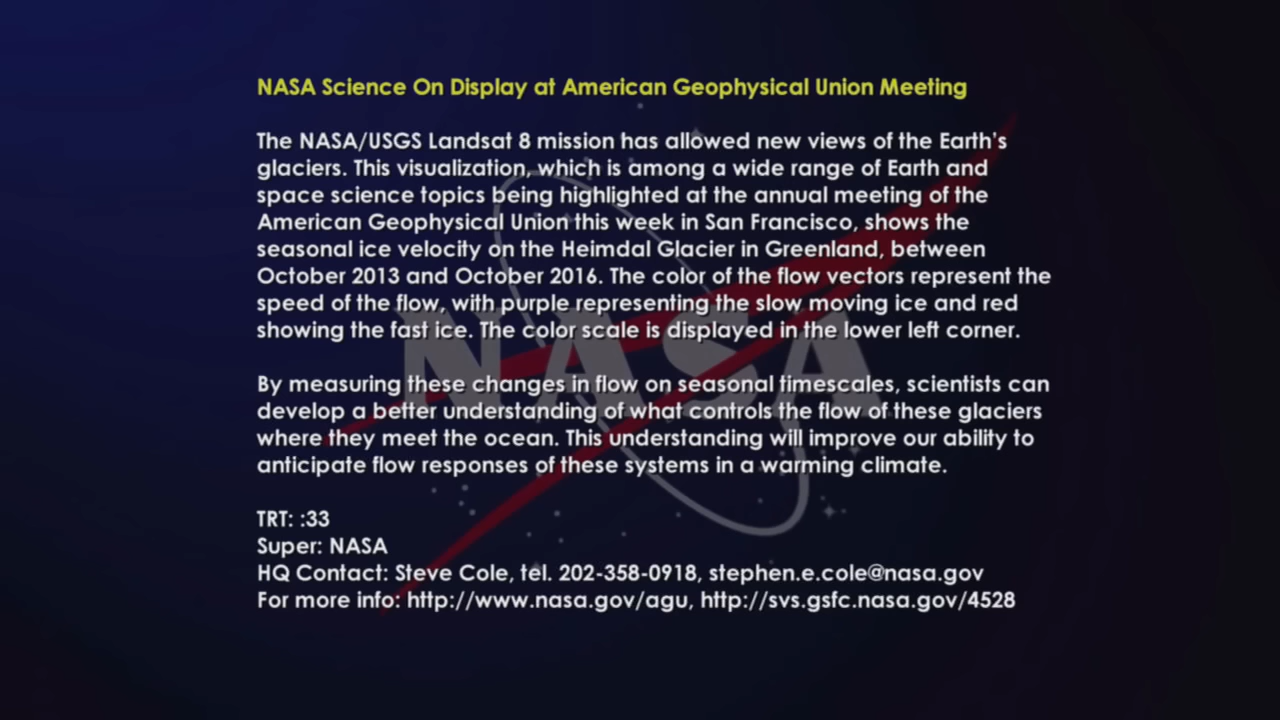 NASA Science On Display at American Geophysical Union Meeting
The NASA/USGS Landsat 8 mission has allowed new views of the Earth's
glaciers. This visualization, which is among a wide range of Earth and
space science topics being highlighted at the annual meeting of the
American Geophysical Union this week in San Francisco, shows the
seasonal ice velocity on the Heimdal Glacier in Greenland, between
October 2013 and October 2016. The color of the flow vectors represent the
speed of the flow, with purple representing the slow moving ice and red
showing the fast ice. The color scale is displayed in the lower left corner.
By measuring these changes in flow on seasonal timescales, scientists can
develop a better understanding of what controls the flow of these glaciers
where they meet the ocean. This understanding will improve our ability to
anticipate flow responses of these systems in a warming climate.
TRT: :33
Super: NASA
HQ Contact: Steve Cole, tel. 202-358-0918, stephen.e.cole@nasa.gov
For more info: http://www.nasa.gov/agu, http://svs.gsfc.nasa.gov/4528
NASA